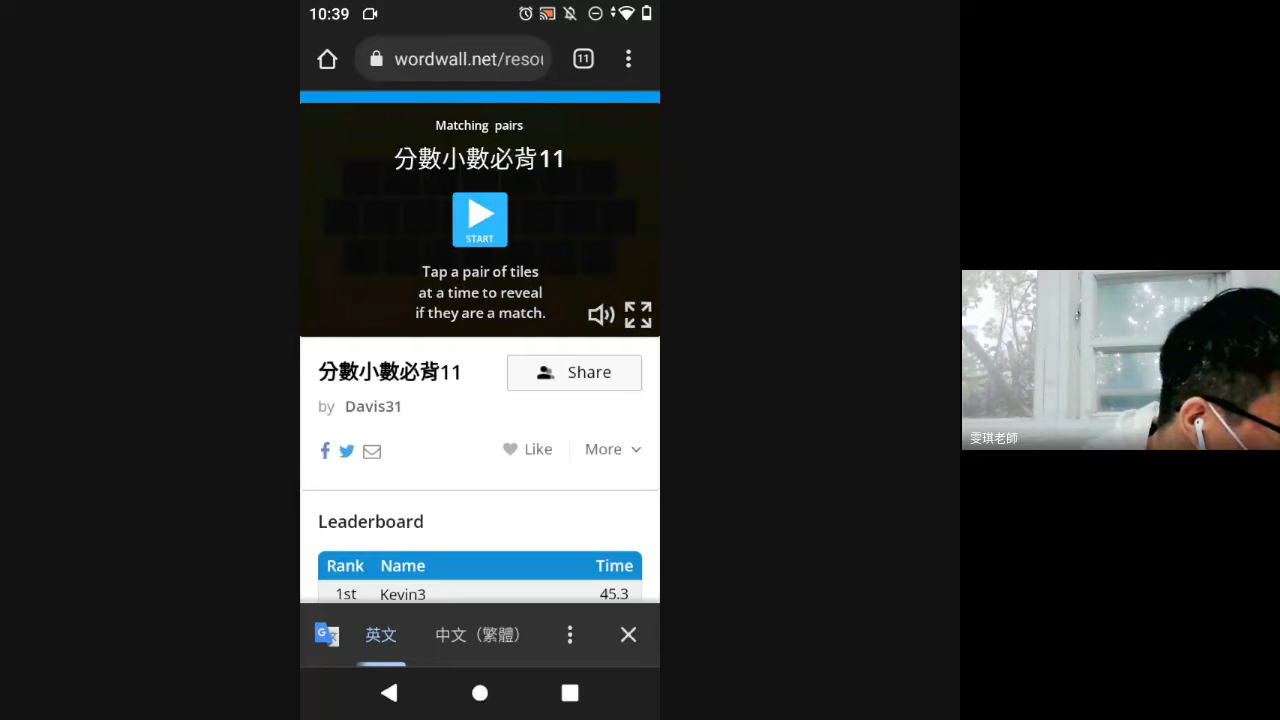 10:39
wordwall.net/resou
11
Matching pairs
分數小數必背11
START
Tap a pair of tiles
at a time to reveal
if they are a match.
分數小數必背11
Share
by Davis31
Like
More
Leaderboard
Rank Name Time
1st Kevin3 45.3
英文
中文（繁體）
雯琪老師